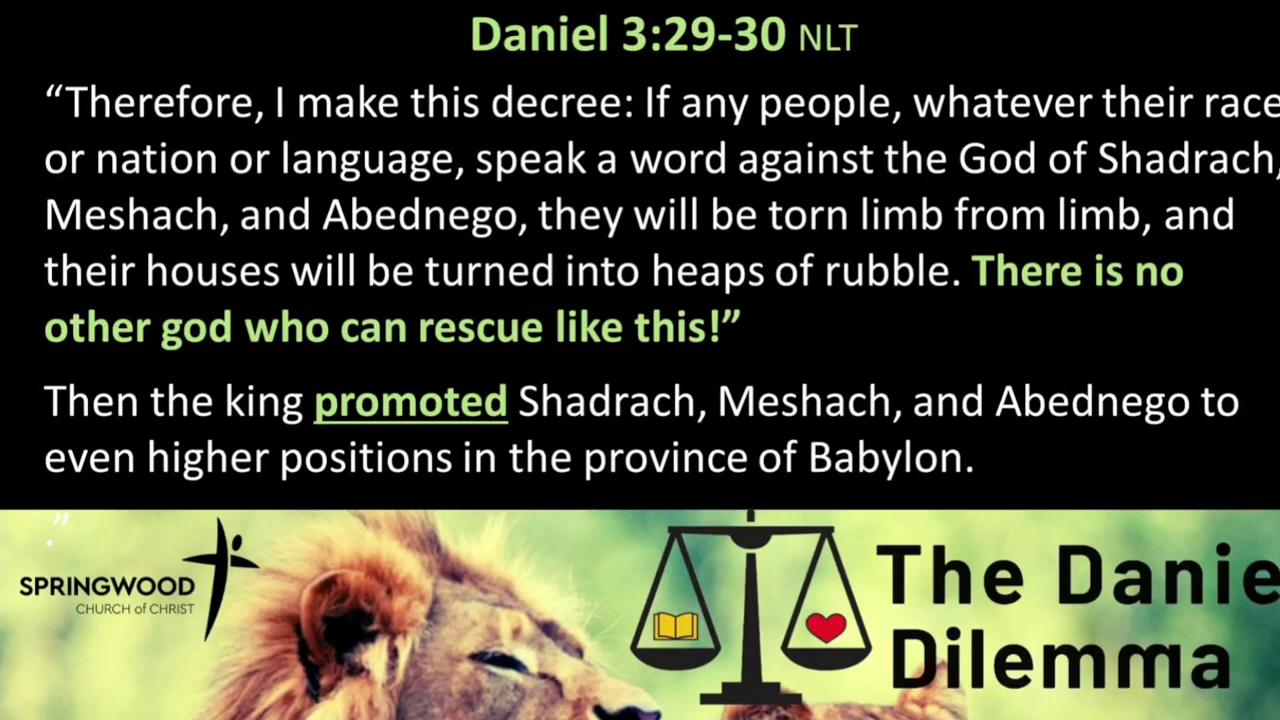 Daniel 3:29-30 NLT
“Therefore, I make this decree: If any people, whatever their race
or nation or language, speak a word against the God of Shadrach,
Meshach, and Abednego, they will be torn limb from limb, and
their houses will be turned into heaps of rubble. There is no
other god who can rescue like this!”
Then the king promoted Shadrach, Meshach, and Abednego to
even higher positions in the province of Babylon.
”
.
SPRINGWOOD
CHURCH of CHRIST
The Danie
Dilemma